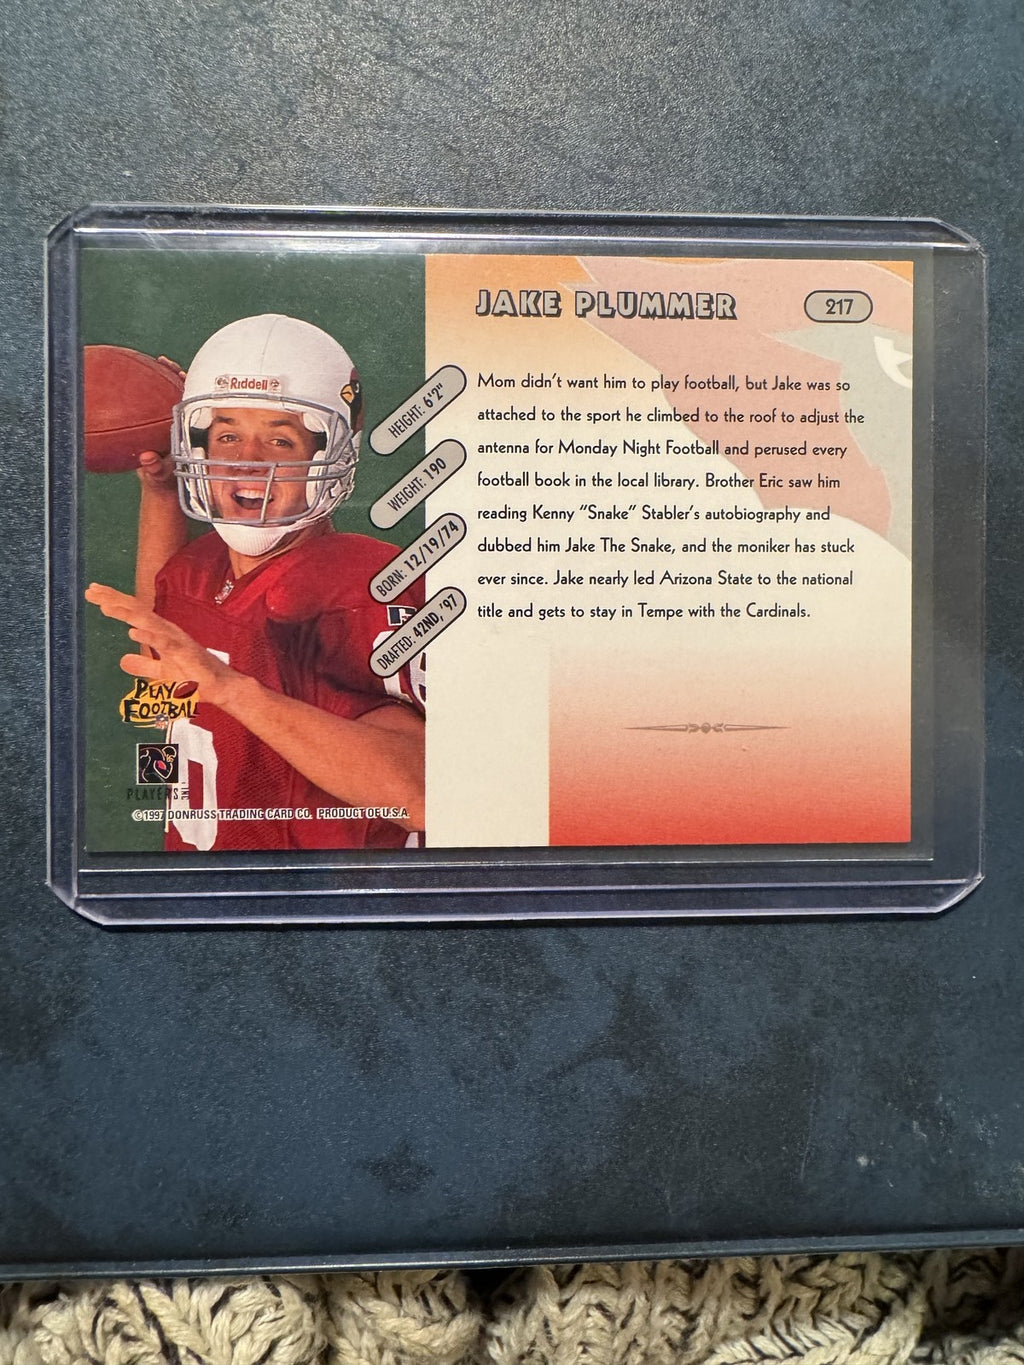 JAKE PLUMMER
217
Mom didn't want him to play football, but Jake was so
attached to the sport he climbed to the roof to adjust the
antenna for Monday Night Football and perused every
football book in the local library. Brother Eric saw him
reading Kenny "Snake" Stabler's autobiography and
dubbed him Jake The Snake, and the moniker has stuck
ever since. Jake nearly led Arizona State to the national
title and gets to stay in Tempe with the Cardinals.
HEIGHT: 6'2"
WEIGHT: 190
BORN: 12/19/74
DRAFTED: 42ND, '97
Riddell
PLAY
FOOTBALL
PLAYERS INC
©1997 DONRUSS TRADING CARD CO. PRODUCT OF U.S.A.